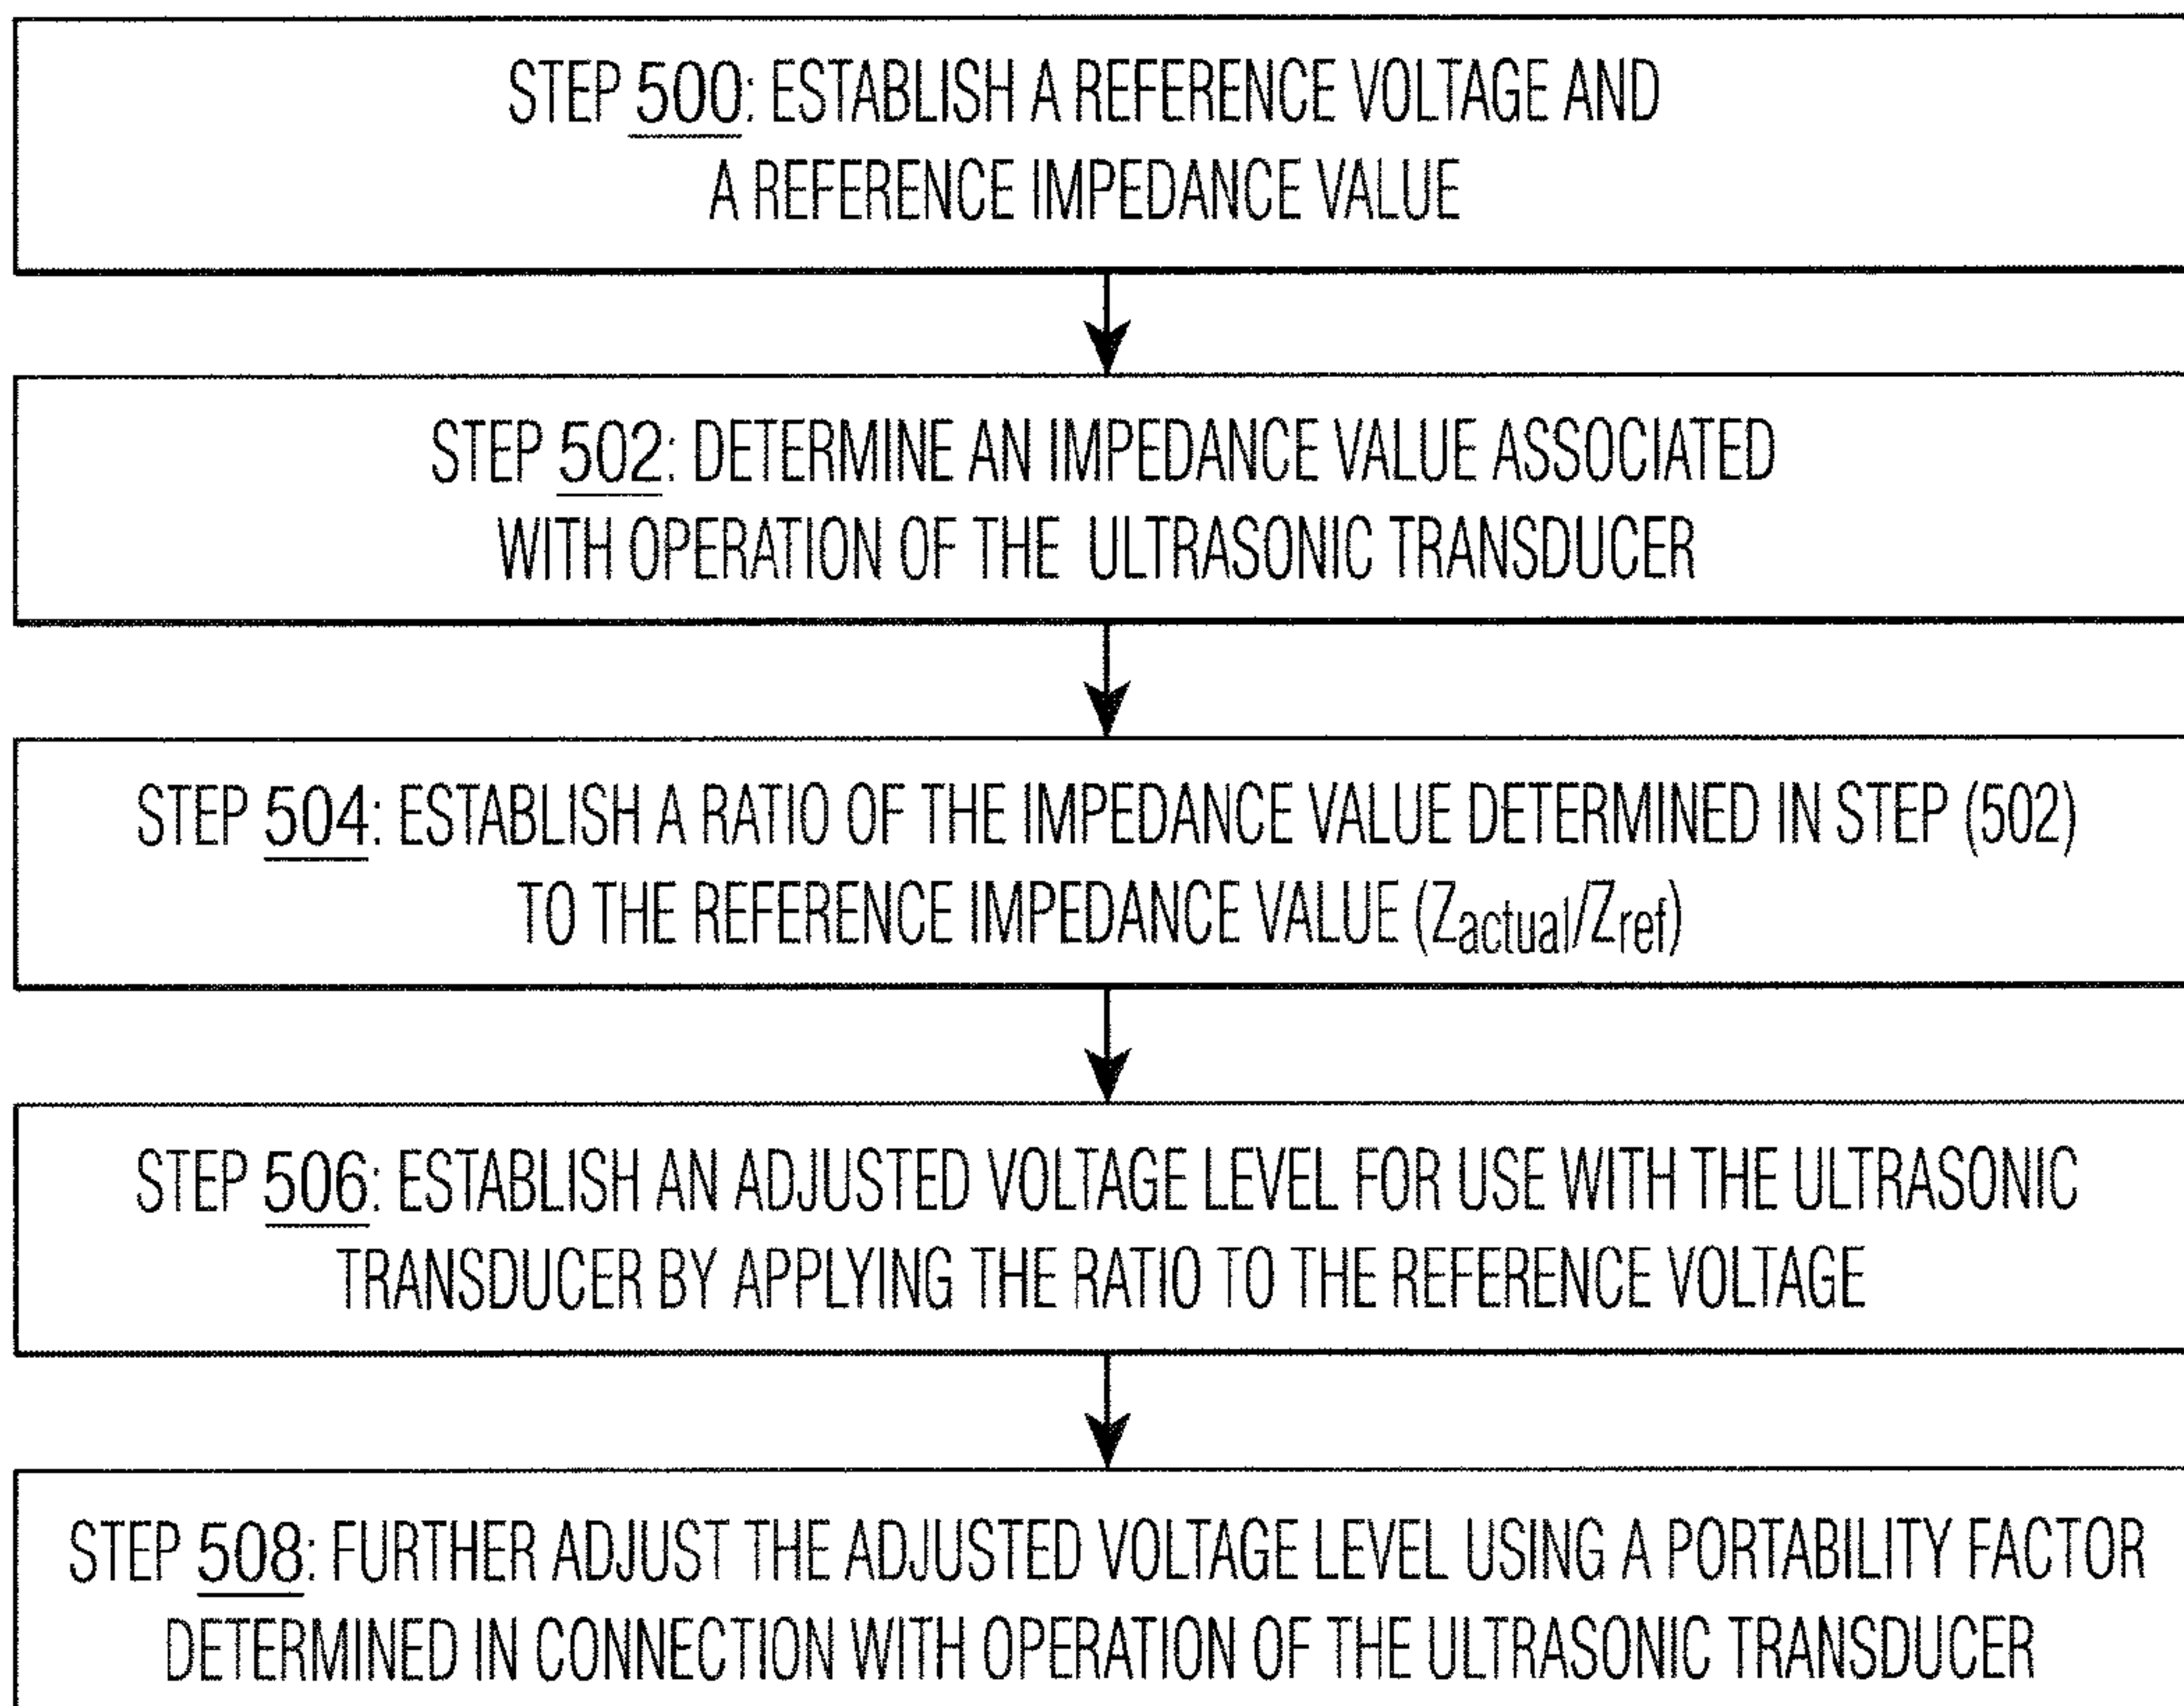 STEP 500: ESTABLISH A REFERENCE VOLTAGE AND
A REFERENCE IMPEDANCE VALUE
STEP 502: DETERMINE AN IMPEDANCE VALUE ASSOCIATED
WITH OPERATION OF THE ULTRASONIC TRANSDUCER
STEP 504: ESTABLISH A RATIO OF THE IMPEDANCE VALUE DETERMINED IN STEP (502)
TO THE REFERENCE IMPEDANCE VALUE (Zactual/Zref)
STEP 506: ESTABLISH AN ADJUSTED VOLTAGE LEVEL FOR USE WITH THE ULTRASONIC
TRANSDUCER BY APPLYING THE RATIO TO THE REFERENCE VOLTAGE
STEP 508: FURTHER ADJUST THE ADJUSTED VOLTAGE LEVEL USING A PORTABILITY FACTOR
DETERMINED IN CONNECTION WITH OPERATION OF THE ULTRASONIC TRANSDUCER